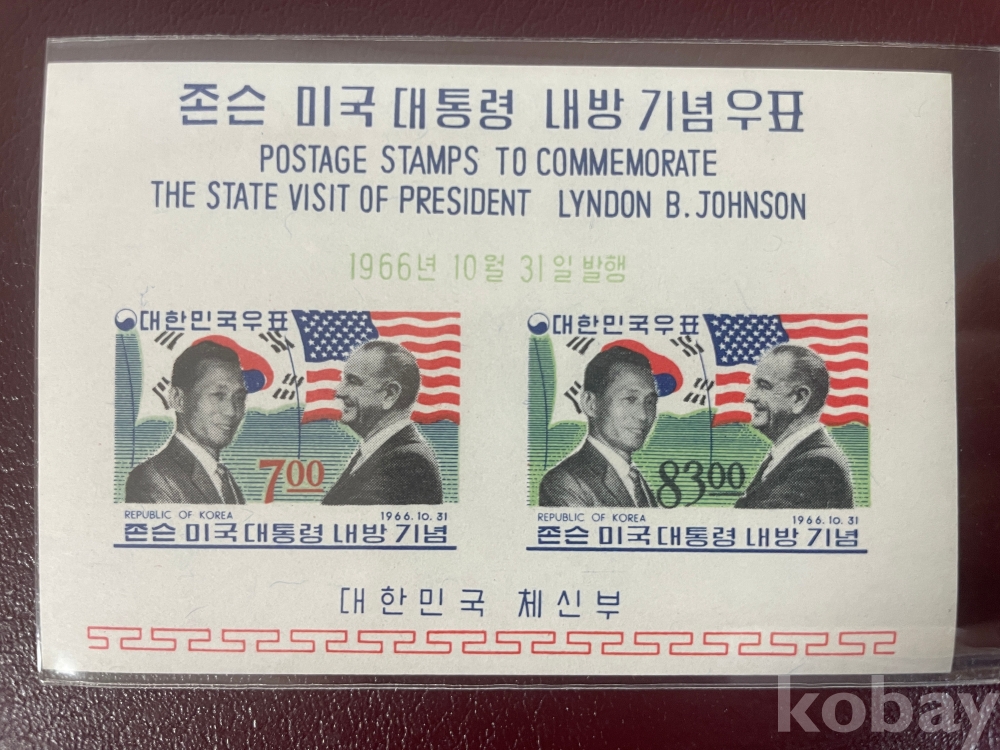 존슨 미국 대통령 내방 기념 우표
POSTAGE STAMPS TO COMMEMORATE
THE STATE VISIT OF PRESIDENT LYNDON B. JOHNSON
1966년 10월 31일 발행
대한민국우표
7.00
REPUBLIC OF KOREA 1966.10.31
존슨 미국 대통령 내방 기념
대한민국우표
83.00
REPUBLIC OF KOREA 1966.10.31
존슨 미국 대통령 내방 기념
대한민국 체신부
kobay